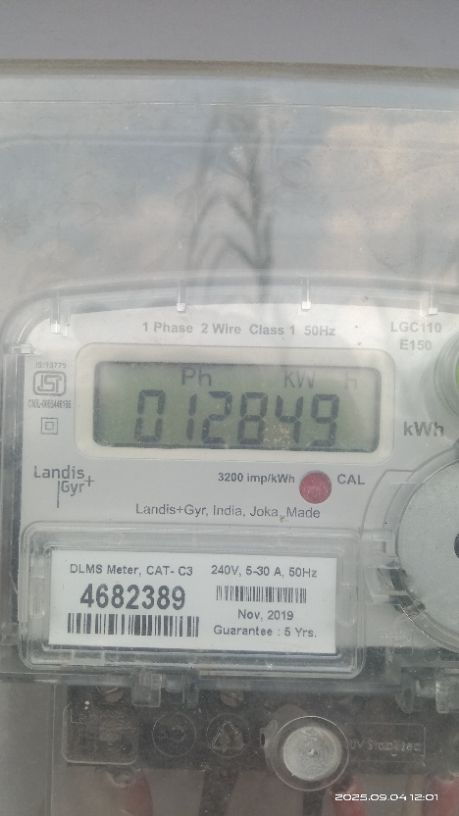 1 Phase 2 Wire Class 1 50Hz
LGC110
E150
IS:13779
Ph kW h
012849
kWh
Landis+
Gyr
3200 imp/kWh CAL
Landis+Gyr, India, Joka, Made
DLMS Meter, CAT- C3
4682389
240V, 5-30 A, 50Hz
Nov, 2019
Guarantee : 5 Yrs.
2025.09.04 12:01